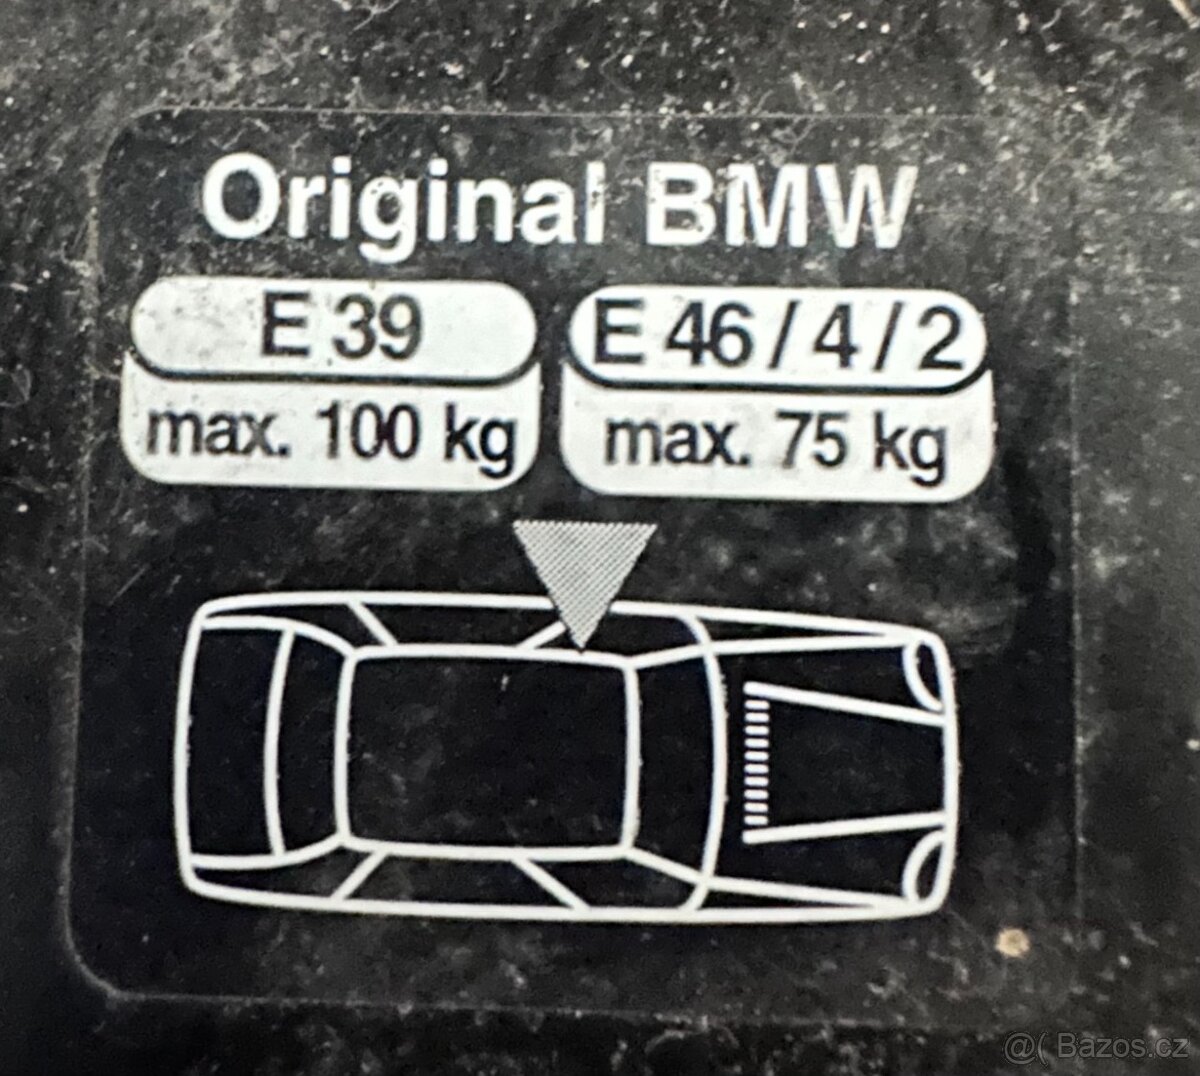 Original BMW
E 39
max. 100 kg
E 46 / 4 / 2
max. 75 kg
@( Bazos.cz